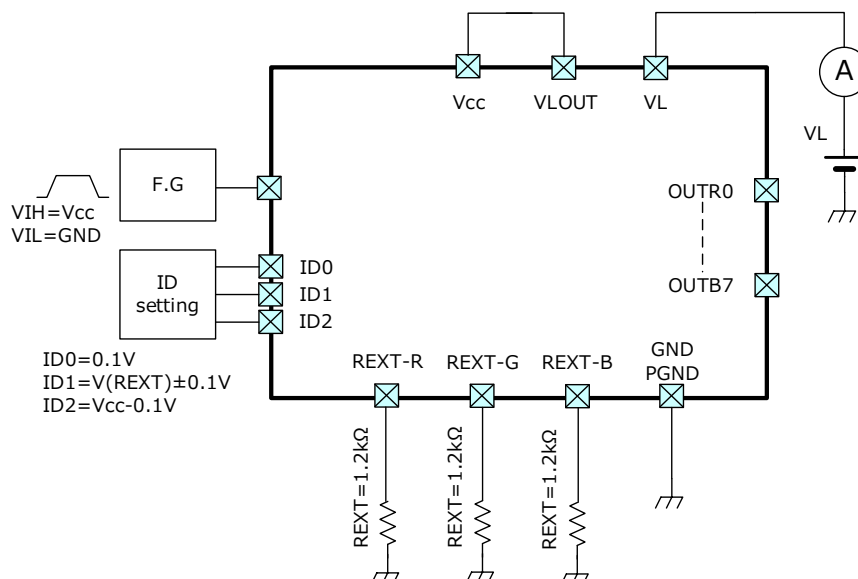 A
Vcc
VLOUT
VL
VL
F.G
VIH=Vcc
VIL=GND
OUTR0
ID0
ID
setting
ID1
OUTB7
ID2
ID0=0.1V
ID1=V(REXT)±0.1V
ID2=Vcc-0.1V
REXT-R
REXT-G
REXT-B
GND
PGND
REXT=1.2kΩ
REXT=1.2kΩ
REXT=1.2kΩ